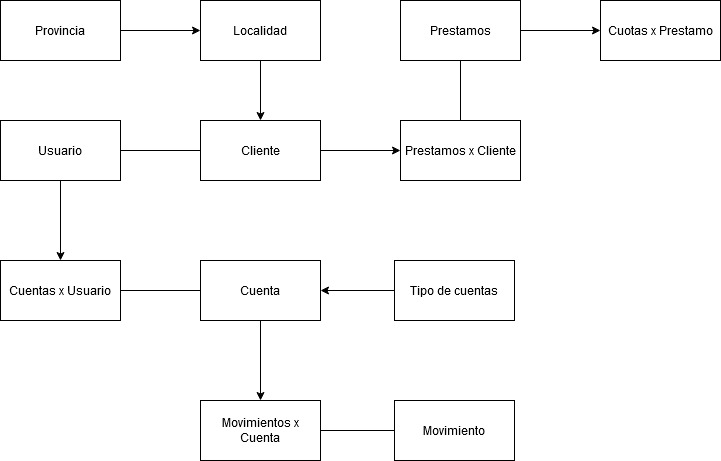 Provincia
Localidad
Prestamos
Cuotas x Prestamo
Usuario
Cliente
Prestamos x Cliente
Cuentas x Usuario
Cuenta
Tipo de cuentas
Movimientos x
Cuenta
Movimiento